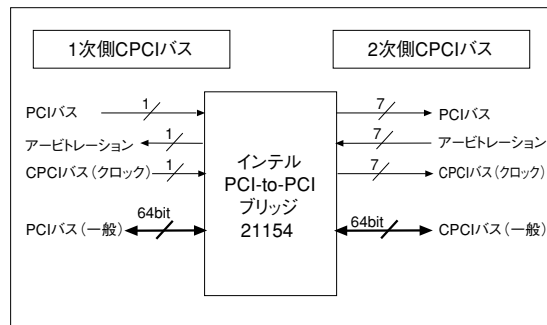 1次側CPCIバス
2次側CPCIバス
PCIバス
1
7
PCIバス
アービトレーション
1
7
アービトレーション
CPCIバス(クロック)
1
7
CPCIバス(クロック)
インテル
PCI-to-PCI
ブリッジ
21154
PCIバス(一般)
64bit
64bit
CPCIバス(一般)